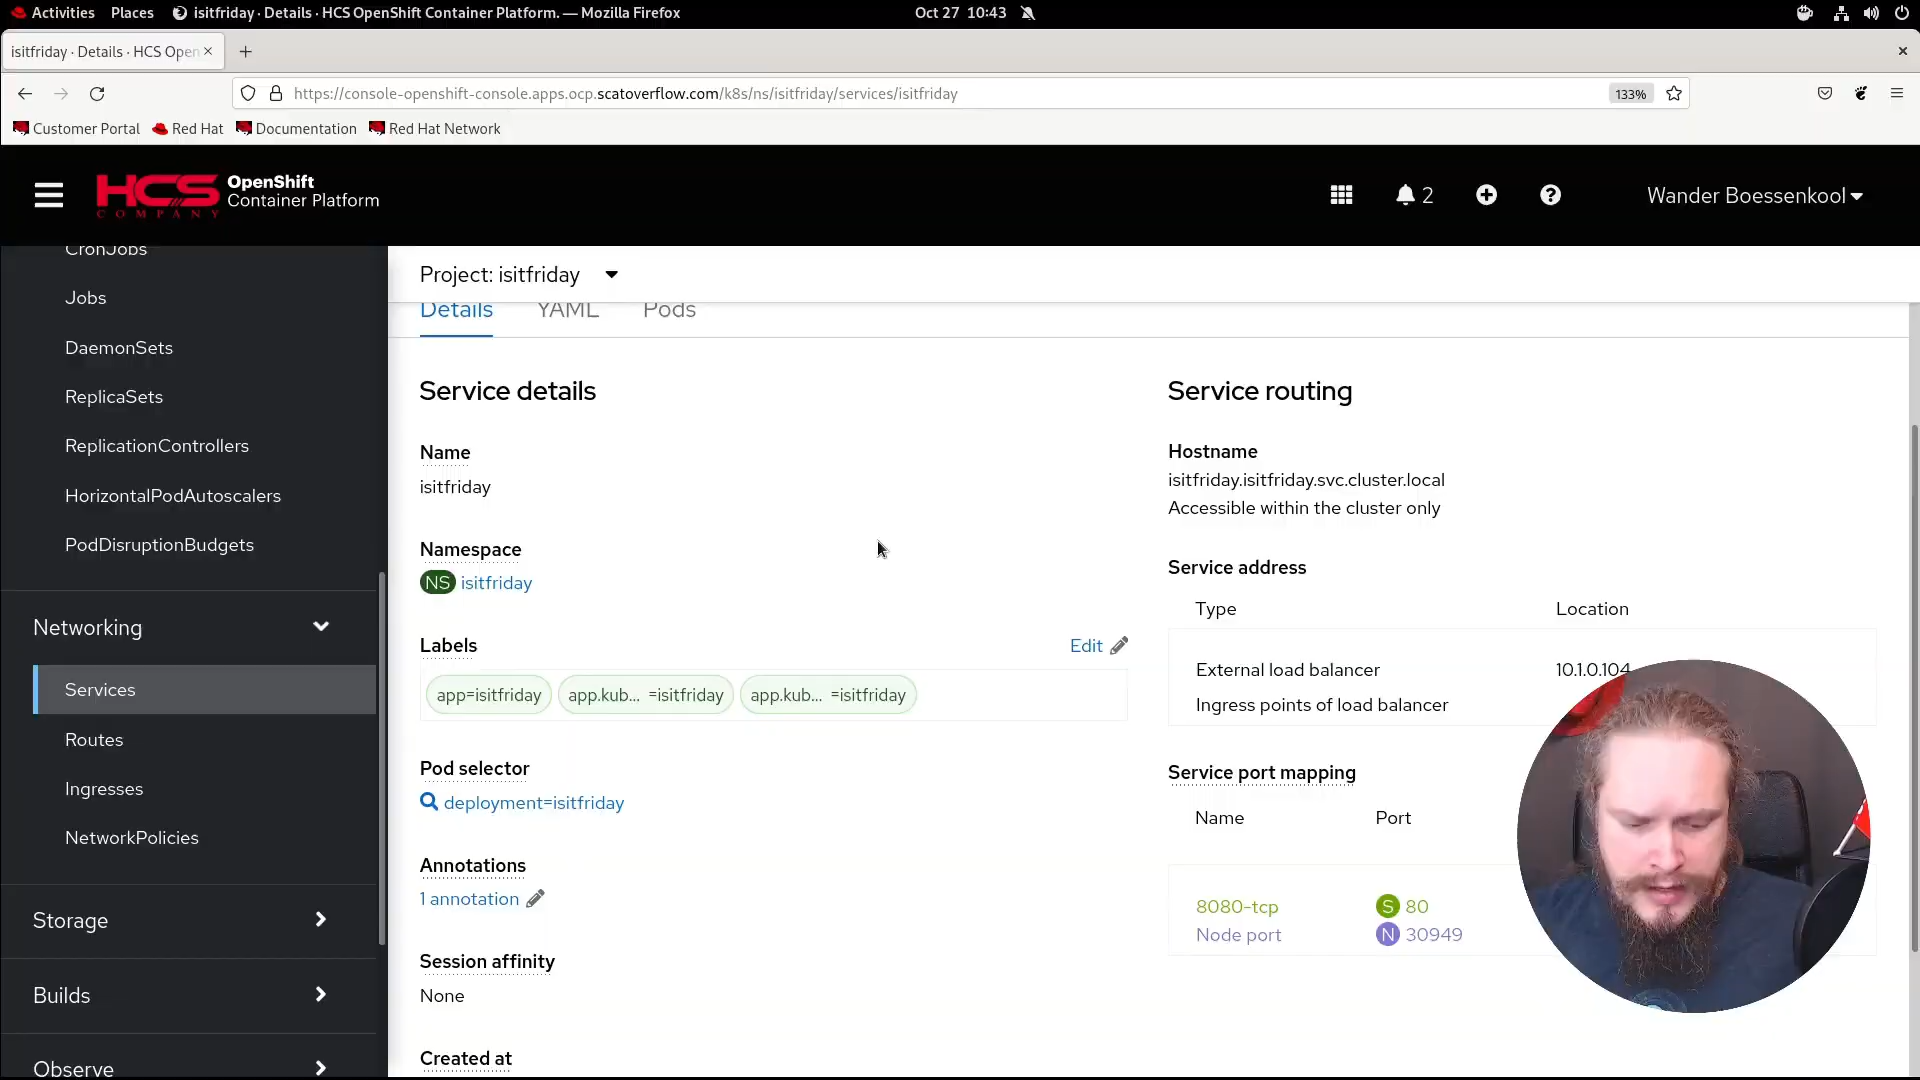 Activities Places isitfriday · Details · HCS OpenShift Container Platform. — Mozilla Firefox Oct 27 10:43
isitfriday · Details · HCS Open
https://console-openshift-console.apps.ocp.scatoverflow.com/k8s/ns/isitfriday/services/isitfriday 133%
Customer Portal Red Hat Documentation Red Hat Network
HCS COMPANY OpenShift Container Platform 2 Wander Boessenkool
CronJobs
Jobs
DaemonSets
ReplicaSets
ReplicationControllers
HorizontalPodAutoscalers
PodDisruptionBudgets
Networking
Services
Routes
Ingresses
NetworkPolicies
Storage
Builds
Observe
Project: isitfriday
Details YAML Pods
Service details
Name
isitfriday
Namespace
NS isitfriday
Labels Edit
app=isitfriday app.kub... =isitfriday app.kub... =isitfriday
Pod selector
deployment=isitfriday
Annotations
1 annotation
Session affinity
None
Created at
Service routing
Hostname
isitfriday.isitfriday.svc.cluster.local
Accessible within the cluster only
Service address
Type Location
External load balancer 10.1.0.104
Ingress points of load balancer
Service port mapping
Name Port
8080-tcp S 80
Node port N 30949